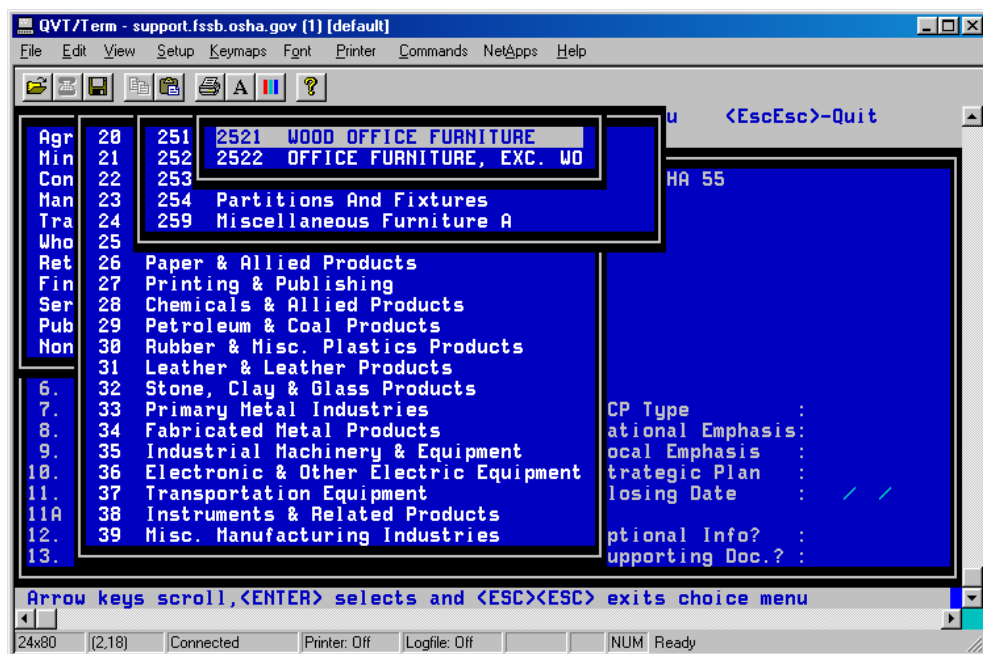 QVT/Term - support.fssb.osha.gov (1) [default]
File Edit View Setup Keymaps Font Printer Commands NetApps Help
u <EscEsc>-Quit
Agr 20 251 2521 WOOD OFFICE FURNITURE
Min 21 252 2522 OFFICE FURNITURE, EXC. WO
Con 22 253 HA 55
Man 23 254 Partitions And Fixtures
Tra 24 259 Miscellaneous Furniture A
Who 25
Ret 26 Paper & Allied Products
Fin 27 Printing & Publishing
Ser 28 Chemicals & Allied Products
Pub 29 Petroleum & Coal Products
Non 30 Rubber & Misc. Plastics Products
31 Leather & Leather Products
6. 32 Stone, Clay & Glass Products
7. 33 Primary Metal Industries CP Type :
8. 34 Fabricated Metal Products ational Emphasis:
9. 35 Industrial Machinery & Equipment ocal Emphasis :
10. 36 Electronic & Other Electric Equipment trategic Plan :
11. 37 Transportation Equipment losing Date : / /
11A 38 Instruments & Related Products
12. 39 Misc. Manufacturing Industries ptional Info? :
13. upporting Doc.? :
Arrow keys scroll,<ENTER> selects and <ESC><ESC> exits choice menu
24x80 (2,18) Connected Printer: Off Logfile: Off NUM Ready